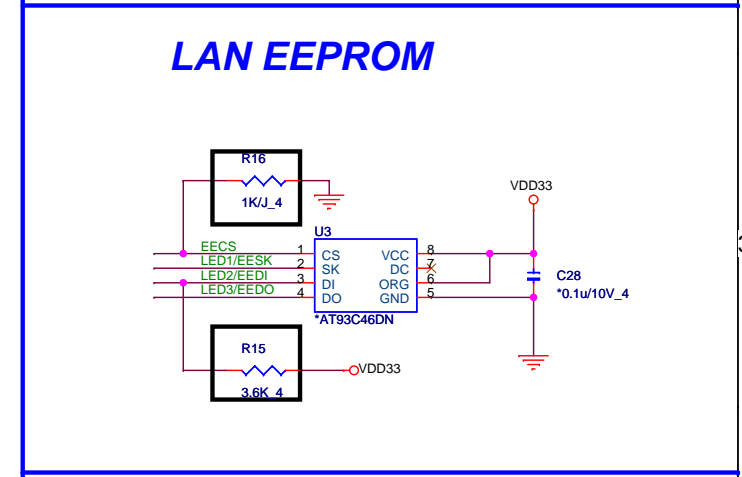 LAN EEPROM
R16
1K/J_4
VDD33
U3
EECS
1
CS
VCC
8
LED1/EESK
2
SK
DC
7
LED2/EEDI
3
DI
ORG
6
LED3/EEDO
4
DO
GND
5
C28
*0.1u/10V_4
*AT93C46DN
R15
VDD33
3.6K_4